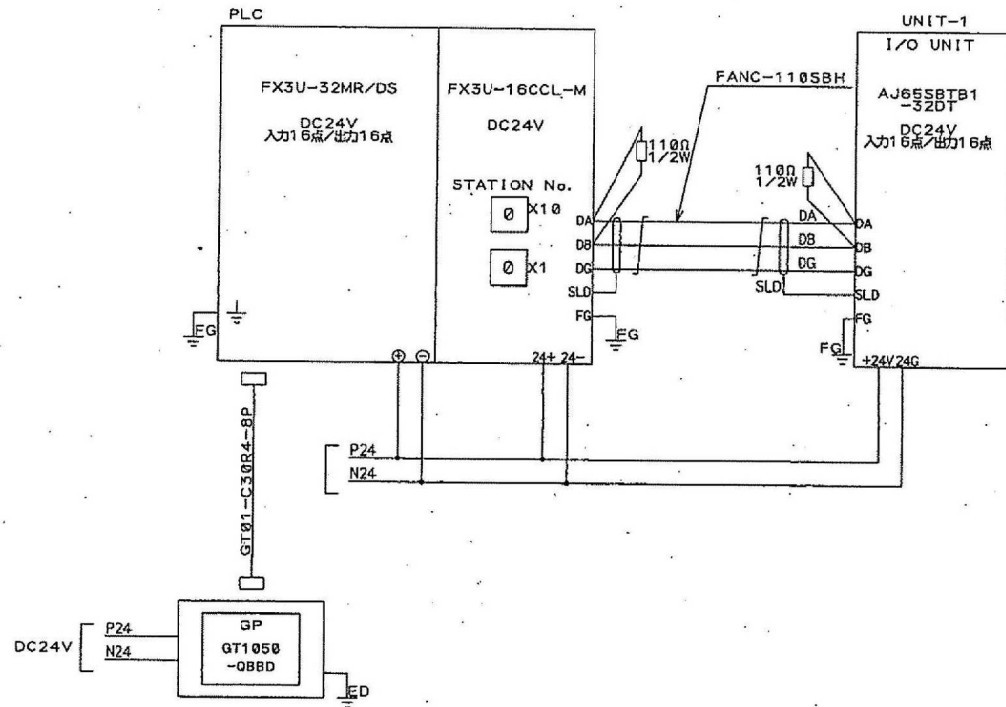 PLC
FX3U-32MR/DS
DC24V
入力16点/出力16点
FX3U-16CCL-M
DC24V
STATION No.
0 X10
0 X1
DA
DB
DG
SLD
FG
FG
FG
24+ 24-
110Ω
1/2W
FANC-110SBH
110Ω
1/2W
DA
DB
DG
SLD
UNIT-1
I/O UNIT
AJ65SBTB1
-32DT
DC24V
入力16点/出力16点
DA
DB
DG
SLD
FG
FG
+24V 24G
P24
N24
GT01-C30R4-8P
DC24V
P24
N24
GP
GT1050
-QBBD
ED